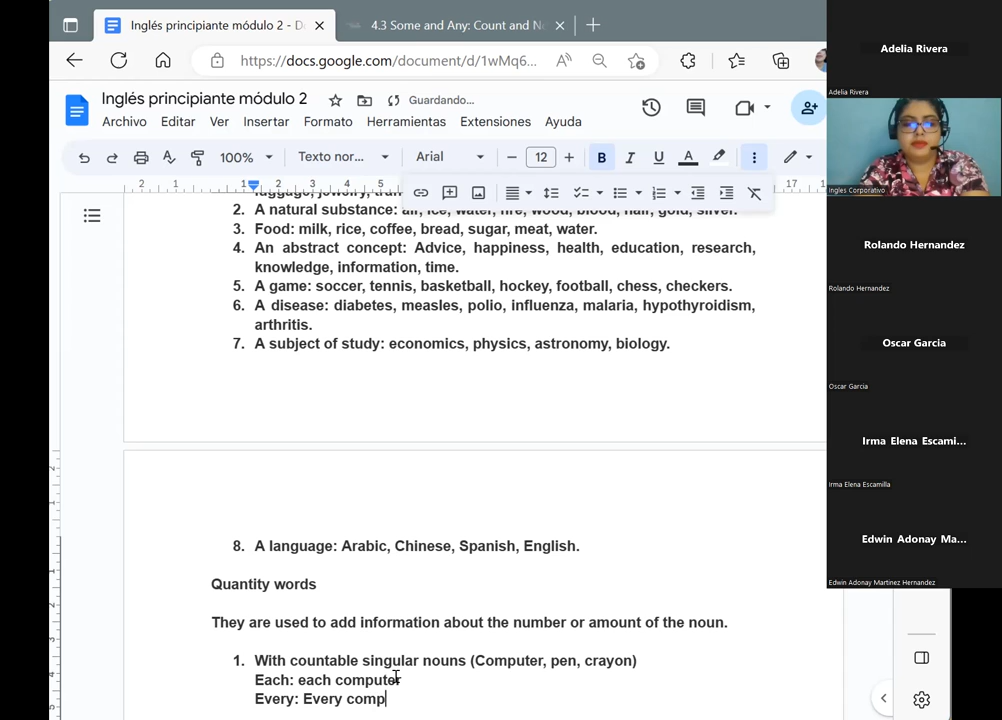 Inglés principiante módulo 2 - D
4.3 Some and Any: Count and N
https://docs.google.com/document/d/1wMq6...
Inglés principiante módulo 2
Guardando...
Archivo Editar Ver Insertar Formato Herramientas Extensiones Ayuda
100% Texto nor... Arial 12 B I U A
2 1 1 2 3 4 5 17
2. A natural substance: air, ice, water, fire, wood, blood, hair, gold, silver.
3. Food: milk, rice, coffee, bread, sugar, meat, water.
4. An abstract concept: Advice, happiness, health, education, research,
knowledge, information, time.
5. A game: soccer, tennis, basketball, hockey, football, chess, checkers.
6. A disease: diabetes, measles, polio, influenza, malaria, hypothyroidism,
arthritis.
7. A subject of study: economics, physics, astronomy, biology.
8. A language: Arabic, Chinese, Spanish, English.
Quantity words
They are used to add information about the number or amount of the noun.
1. With countable singular nouns (Computer, pen, crayon)
Each: each computer
Every: Every comp
Adelia Rivera
Adelia Rivera
Ingles Corporativo
Rolando Hernandez
Rolando Hernandez
Oscar Garcia
Oscar Garcia
Irma Elena Escami...
Irma Elena Escamilla
Edwin Adonay Ma...
Edwin Adonay Martinez Hernandez